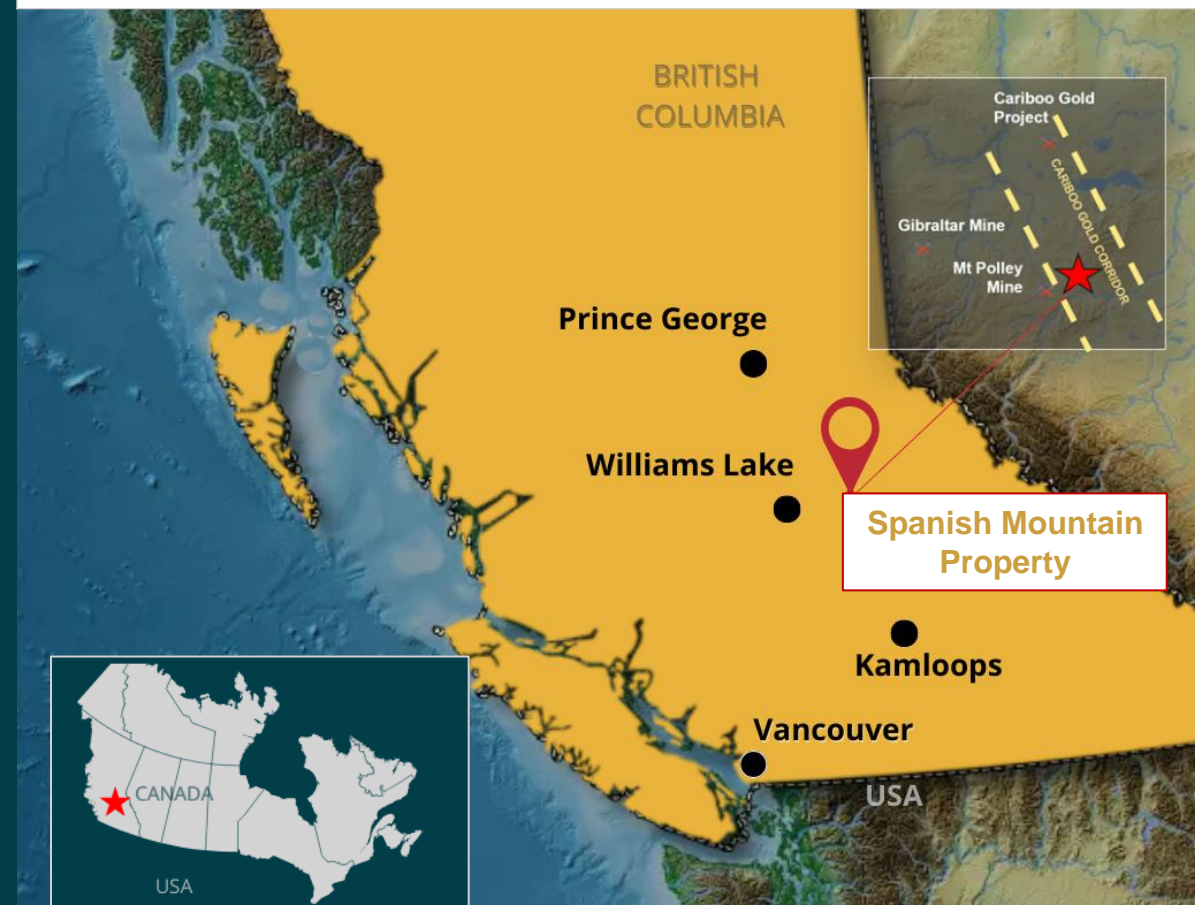 BRITISH
COLUMBIA
Cariboo Gold
Project
CARIBOO GOLD CORRIDOR
Gibraltar Mine
Mt Polley
Mine
Prince George
Williams Lake
Spanish Mountain
Property
Kamloops
Vancouver
USA
CANADA
USA